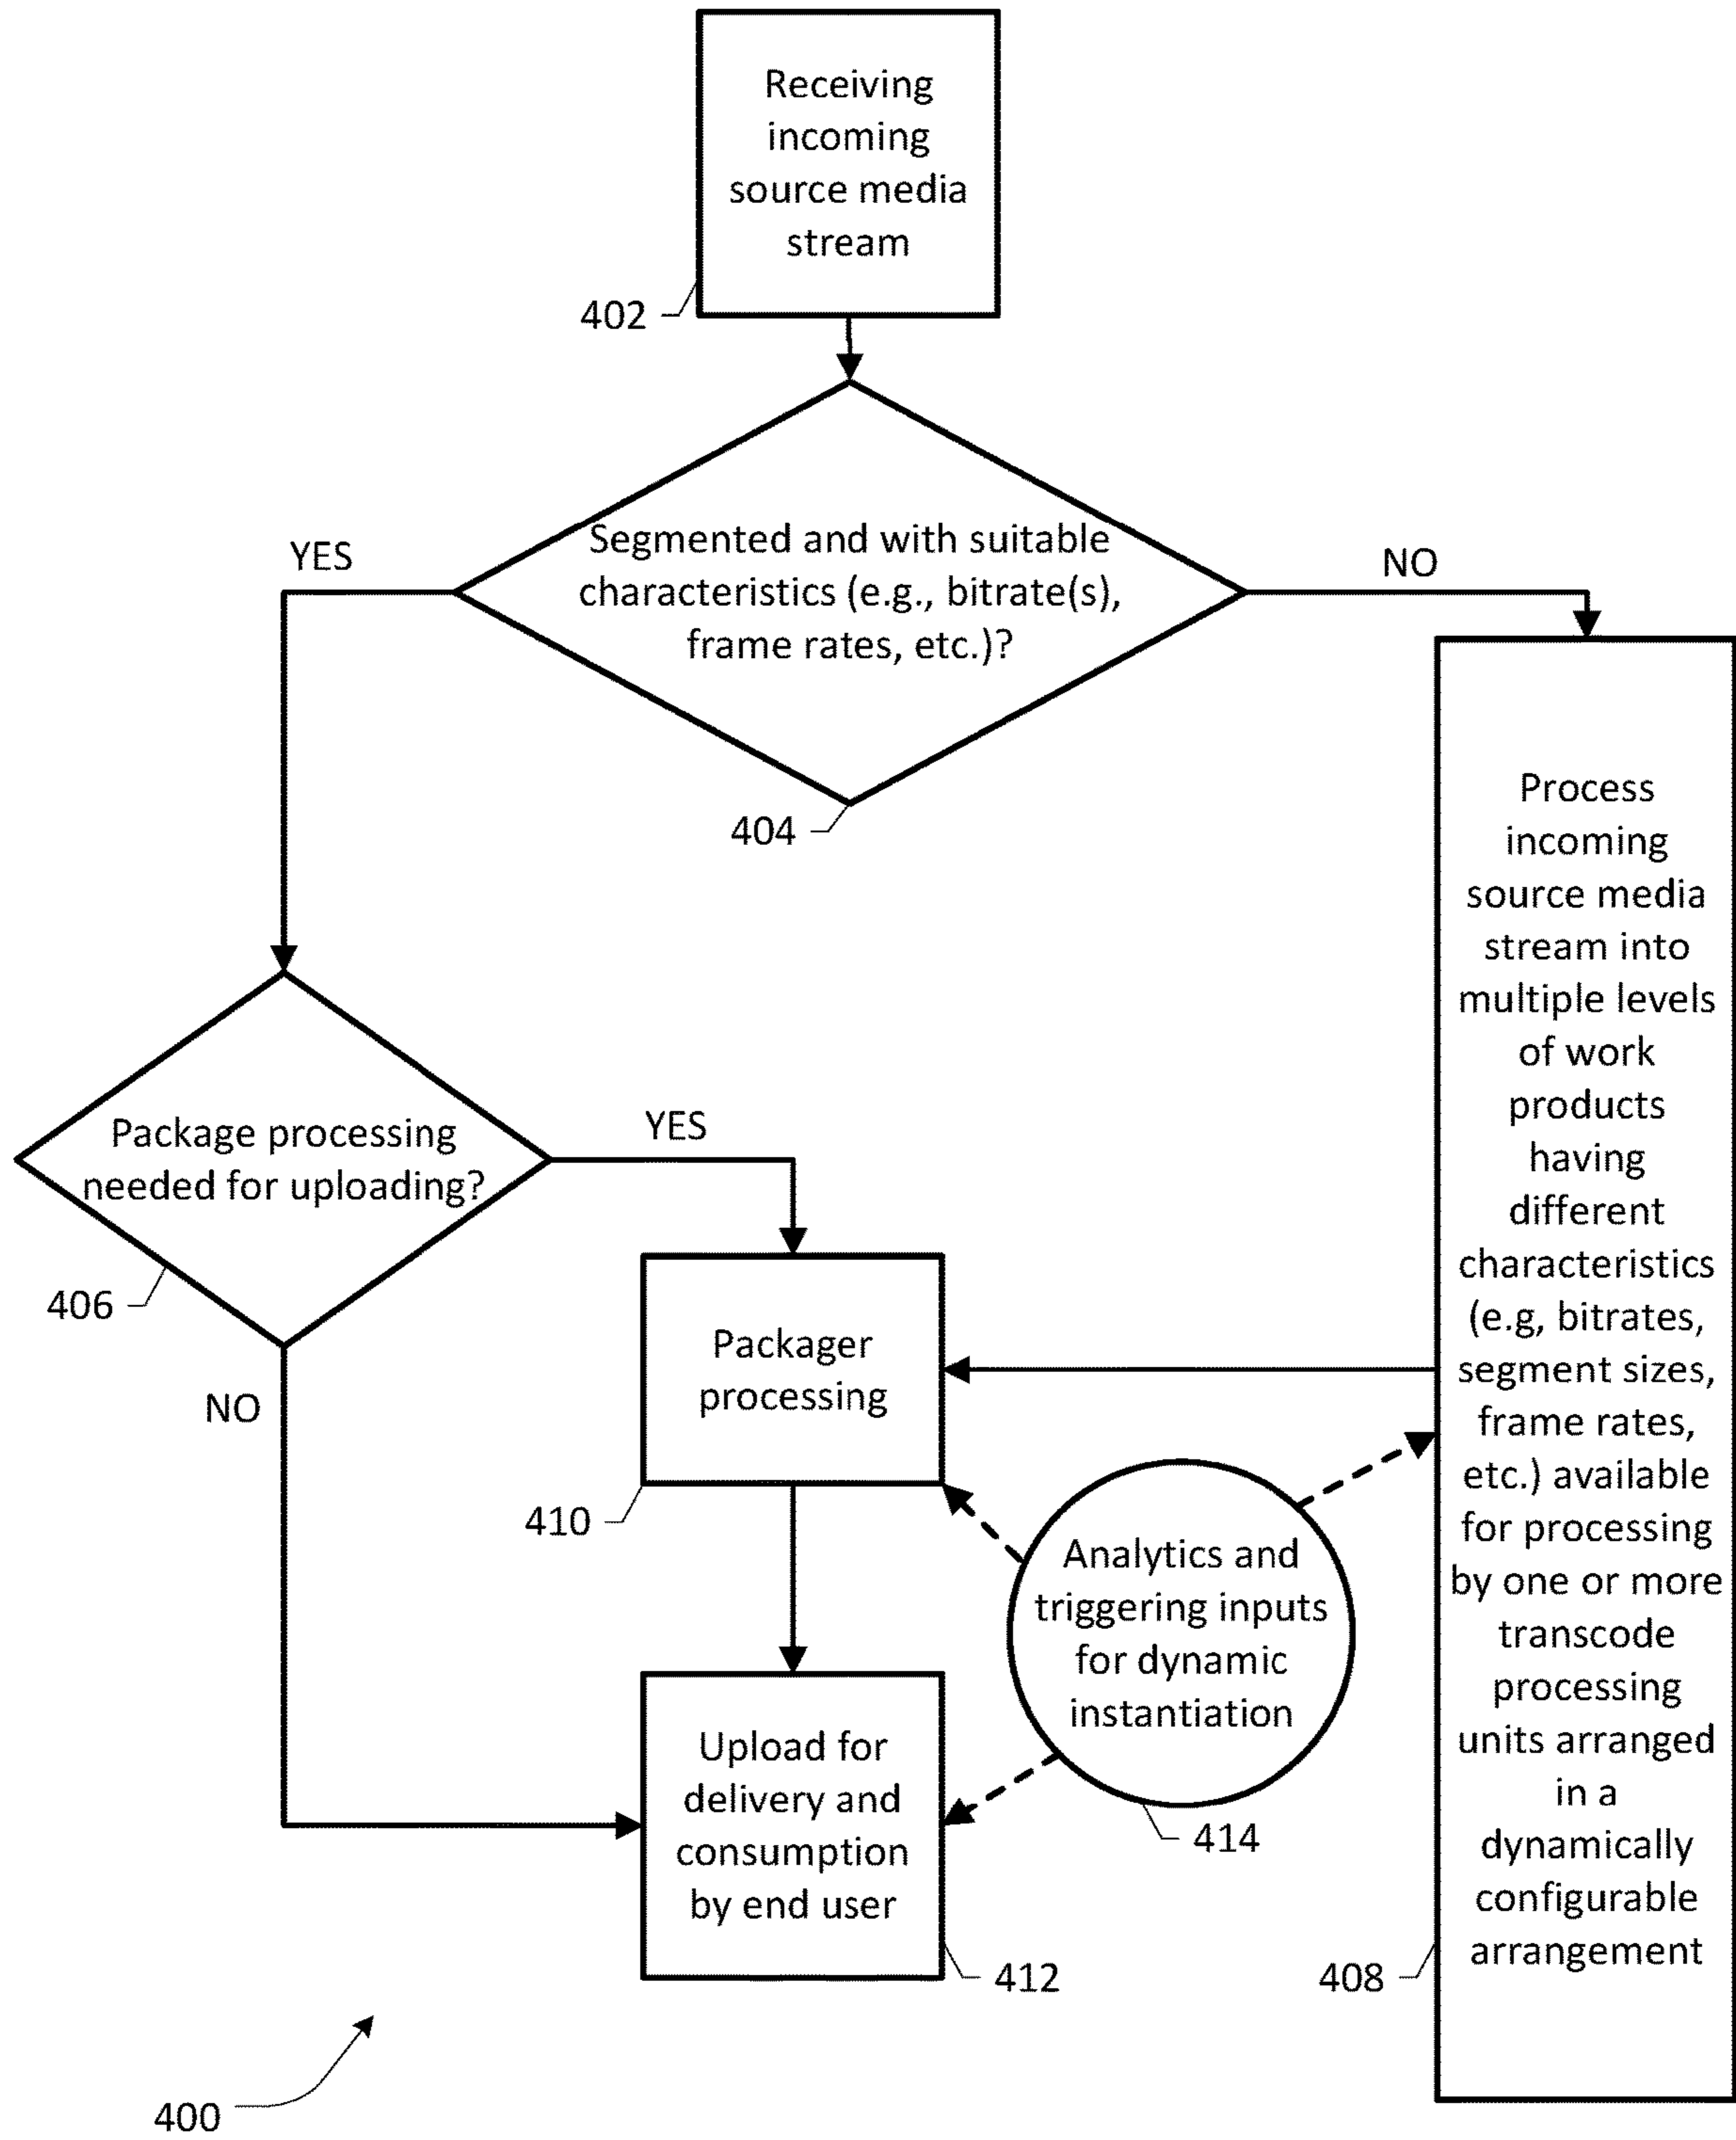 Receiving
incoming
source media
stream
402
Segmented and with suitable
characteristics (e.g., bitrate(s),
frame rates, etc.)?
YES
NO
404
Process
incoming
source media
stream into
multiple levels
of work
products
having
different
characteristics
(e.g, bitrates,
segment sizes,
frame rates,
etc.) available
for processing
by one or more
transcode
processing
units arranged
in a
dynamically
configurable
arrangement
408
Package processing
needed for uploading?
YES
406
NO
Packager
processing
410
Analytics and
triggering inputs
for dynamic
instantiation
414
Upload for
delivery and
consumption
by end user
412
400